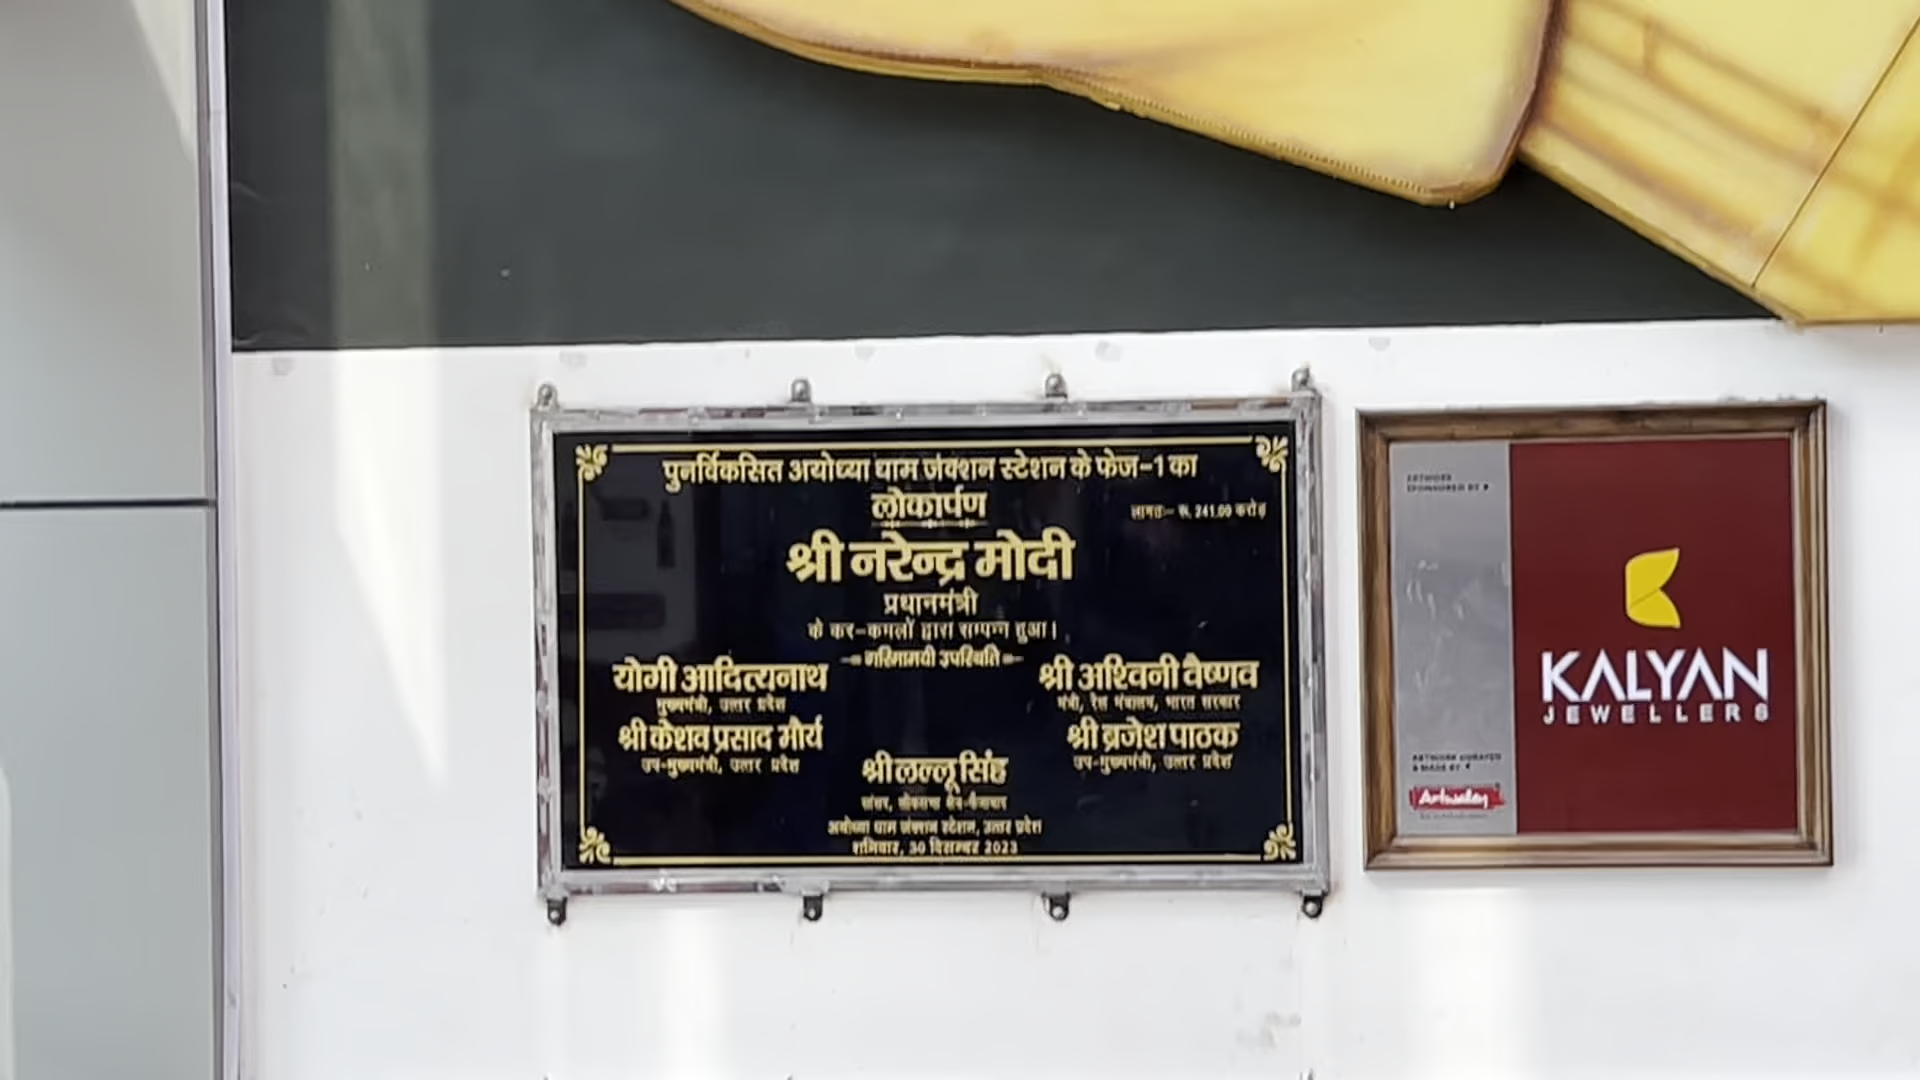 पुनर्विकसित अयोध्या धाम जंक्शन स्टेशन के फेज-1 का
लोकार्पण
लागत:- रू. 241.00 करोड़
श्री नरेन्द्र मोदी
प्रधानमंत्री
के कर-कमलों द्वारा सम्पन्न हुआ।
गरिमामयी उपस्थिति
योगी आदित्यनाथ
मुख्यमंत्री, उत्तर प्रदेश
श्री अश्विनी वैष्णव
मंत्री, रेल मंत्रालय, भारत सरकार
श्री केशव प्रसाद मौर्य
उप-मुख्यमंत्री, उत्तर प्रदेश
श्री ब्रजेश पाठक
उप-मुख्यमंत्री, उत्तर प्रदेश
श्री लल्लू सिंह
सांसद, लोकसभा क्षेत्र-फैजाबाद
अयोध्या धाम जंक्शन स्टेशन, उत्तर प्रदेश
शनिवार, 30 दिसम्बर 2023
ARTWORK
SPONSORED BY
KALYAN
JEWELLERS
ARTWORK CURATED
& MADE BY